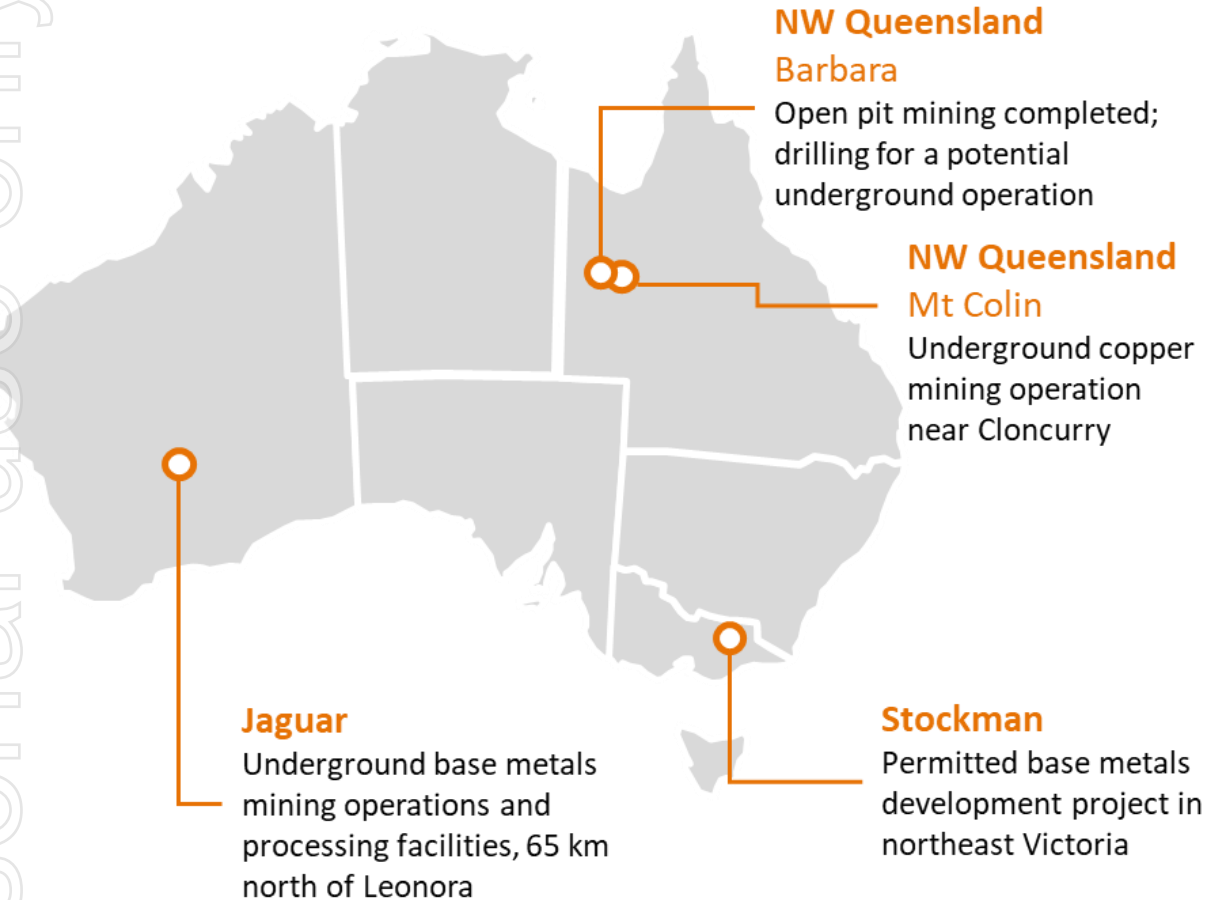 NW Queensland
Barbara
Open pit mining completed;
drilling for a potential
underground operation
NW Queensland
Mt Colin
Underground copper
mining operation
near Cloncurry
Jaguar
Underground base metals
mining operations and
processing facilities, 65 km
north of Leonora
Stockman
Permitted base metals
development project in
northeast Victoria